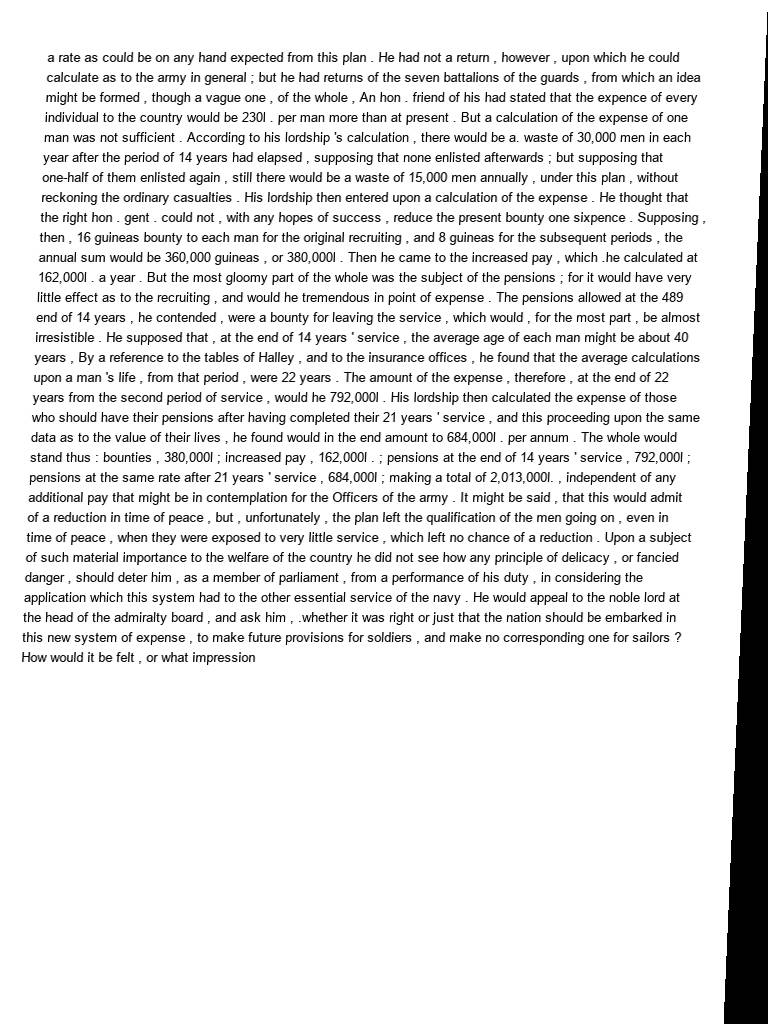 a rate as could be on any hand expected from this plan . He had not a return , however , upon which he could
calculate as to the army in general ; but he had returns of the seven battalions of the guards , from which an idea
might be formed , though a vague one , of the whole , An hon . friend of his had stated that the expence of every
individual to the country would be 230l . per man more than at present . But a calculation of the expense of one
man was not sufficient . According to his lordship 's calculation , there would be a. waste of 30,000 men in each
year after the period of 14 years had elapsed , supposing that none enlisted afterwards ; but supposing that
one-half of them enlisted again , still there would be a waste of 15,000 men annually , under this plan , without
reckoning the ordinary casualties . His lordship then entered upon a calculation of the expense . He thought that
the right hon . gent . could not , with any hopes of success , reduce the present bounty one sixpence . Supposing ,
then , 16 guineas bounty to each man for the original recruiting , and 8 guineas for the subsequent periods , the
annual sum would be 360,000 guineas , or 380,000l . Then he came to the increased pay , which .he calculated at
162,000l . a year . But the most gloomy part of the whole was the subject of the pensions ; for it would have very
little effect as to the recruiting , and would he tremendous in point of expense . The pensions allowed at the 489
end of 14 years , he contended , were a bounty for leaving the service , which would , for the most part , be almost
irresistible . He supposed that , at the end of 14 years ' service , the average age of each man might be about 40
years , By a reference to the tables of Halley , and to the insurance offices , he found that the average calculations
upon a man 's life , from that period , were 22 years . The amount of the expense , therefore , at the end of 22
years from the second period of service , would he 792,000l . His lordship then calculated the expense of those
who should have their pensions after having completed their 21 years ' service , and this proceeding upon the same
data as to the value of their lives , he found would in the end amount to 684,000l . per annum . The whole would
stand thus : bounties , 380,000l ; increased pay , 162,000l . ; pensions at the end of 14 years ' service , 792,000l ;
pensions at the same rate after 21 years ' service , 684,000l ; making a total of 2,013,000l. , independent of any
additional pay that might be in contemplation for the Officers of the army . It might be said , that this would admit
of a reduction in time of peace , but , unfortunately , the plan left the qualification of the men going on , even in
time of peace , when they were exposed to very little service , which left no chance of a reduction . Upon a subject
of such material importance to the welfare of the country he did not see how any principle of delicacy , or fancied
danger , should deter him , as a member of parliament , from a performance of his duty , in considering the
application which this system had to the other essential service of the navy . He would appeal to the noble lord at
the head of the admiralty board , and ask him , .whether it was right or just that the nation should be embarked in
this new system of expense , to make future provisions for soldiers , and make no corresponding one for sailors ?
How would it be felt , or what impression